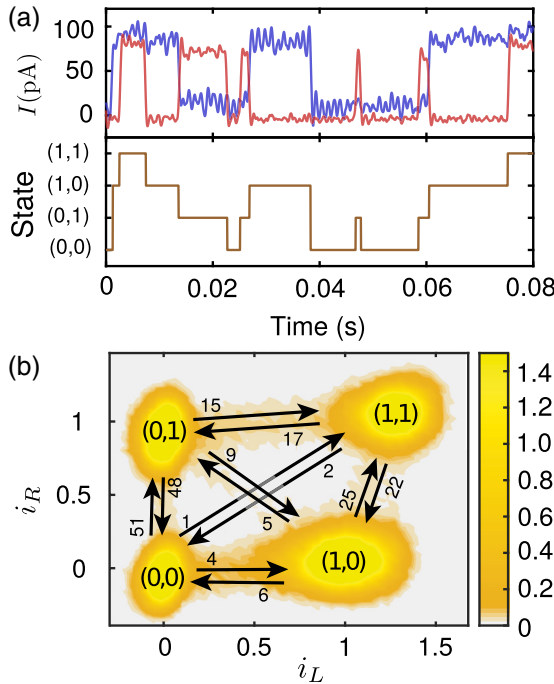 (a)
I(pA)
100
50
0
State
(1,1)
(1,0)
(0,1)
(0,0)
0 0.02 0.04 0.06 0.08
Time (s)
(b)
i_R
1
0.5
0
(0,1) 15 (1,1)
17
9
2
51 48 1 5 25 22
(0,0) 4 (1,0)
6
0 0.5 1 1.5
i_L
1.4
1.2
1
0.8
0.6
0.4
0.2
0